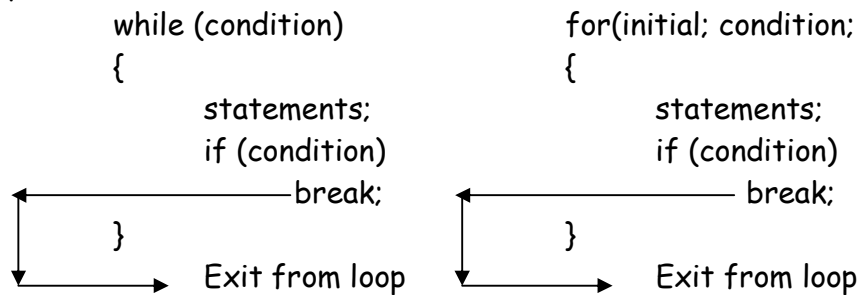 while (condition)
{
statements;
if (condition)
break;
}
Exit from loop
for(initial; condition;
{
statements;
if (condition)
break;
}
Exit from loop